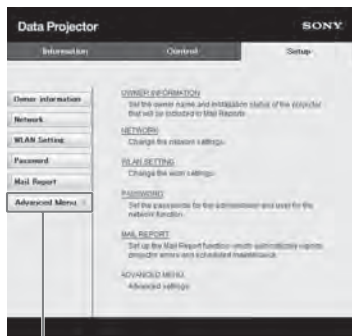 Data Projector
SONY
Information
Control
Setup
Owner information
Network
WLAN Setting
Password
Mail Report
Advanced Menu
OWNER INFORMATION
Set the owner name and installation status of the projector
that will be included in Mail Reports
NETWORK
Change the network settings.
WLAN SETTING
Change the wlan settings.
PASSWORD
Set the passwords for the administrator and user for the
network function.
MAIL REPORT
Set up the Mail Report function which automatically reports
projector errors and scheduled maintenance.
ADVANCED MENU
Advanced settings